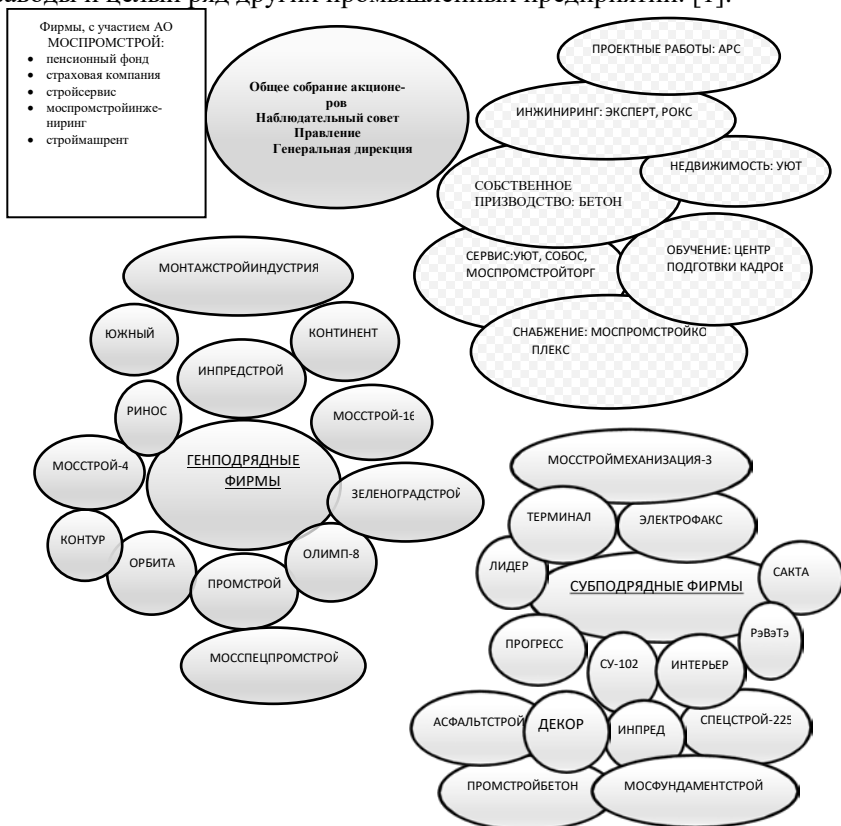 заводы и целый ряд других промышленных предприятий. [1].
Фирмы, с участием АО
МОСПРОМСТРОЙ:
• пенсионный фонд
• страховая компания
• стройсервис
• моспромстройинже-
ниринг
• строймашрент
Общее собрание акционе-
ров
Наблюдательный совет
Правление
Генеральная дирекция
ПРОЕКТНЫЕ РАБОТЫ: АРС
ИНЖИНИРИНГ: ЭКСПЕРТ, РОКС
НЕДВИЖИМОСТЬ: УЮТ
СОБСТВЕННОЕ
ПРИЗВОДСТВО: БЕТОН
СЕРВИС:УЮТ, СОБОС,
МОСПРОМСТРОЙТОРГ
ОБУЧЕНИЕ: ЦЕНТР
ПОДГОТВКИ КАДРОВ
СНАБЖЕНИЕ: МОСПРОМСТРОЙКО
ПЛЕКС
МОНТАЖСТРОЙИНДУСТРИЯ
ЮЖНЫЙ
КОНТИНЕНТ
ИНПРЕДСТРОЙ
РИНОС
МОССТРОЙ-16
МОССТРОЙ-4
ГЕНПОДРЯДНЫЕ
ФИРМЫ
ЗЕЛЕНОГРАДСТРОЙ
КОНТУР
ОРБИТА
ПРОМСТРОЙ
ОЛИМП-8
МОССПЕЦПРОМСТРОЙ
МОССТРОЙМЕХАНИЗАЦИЯ-3
ТЕРМИНАЛ
ЭЛЕКТРОФАКС
ЛИДЕР
СУБПОДРЯДНЫЕ ФИРМЫ
САКТА
ПРОГРЕСС
СУ-102
ИНТЕРЬЕР
РэВэТэ
АСФАЛЬТСТРОЙ
ДЕКОР
ИНПРЕД
СПЕЦСТРОЙ-225
ПРОМСТРОЙБЕТОН
МОСФУНДАМЕНТСТРОЙ